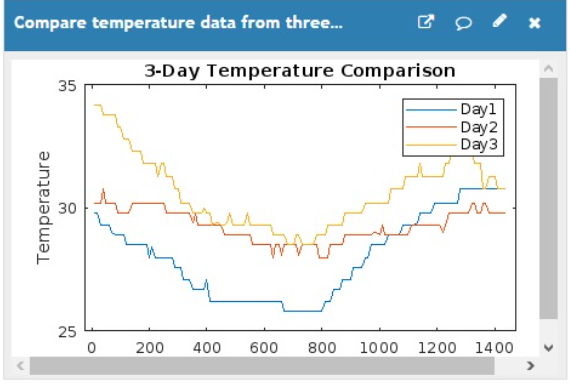 Compare temperature data from three...
3-Day Temperature Comparison
35
Day1
Day2
Day3
Temperature
30
25
0 200 400 600 800 1000 1200 1400